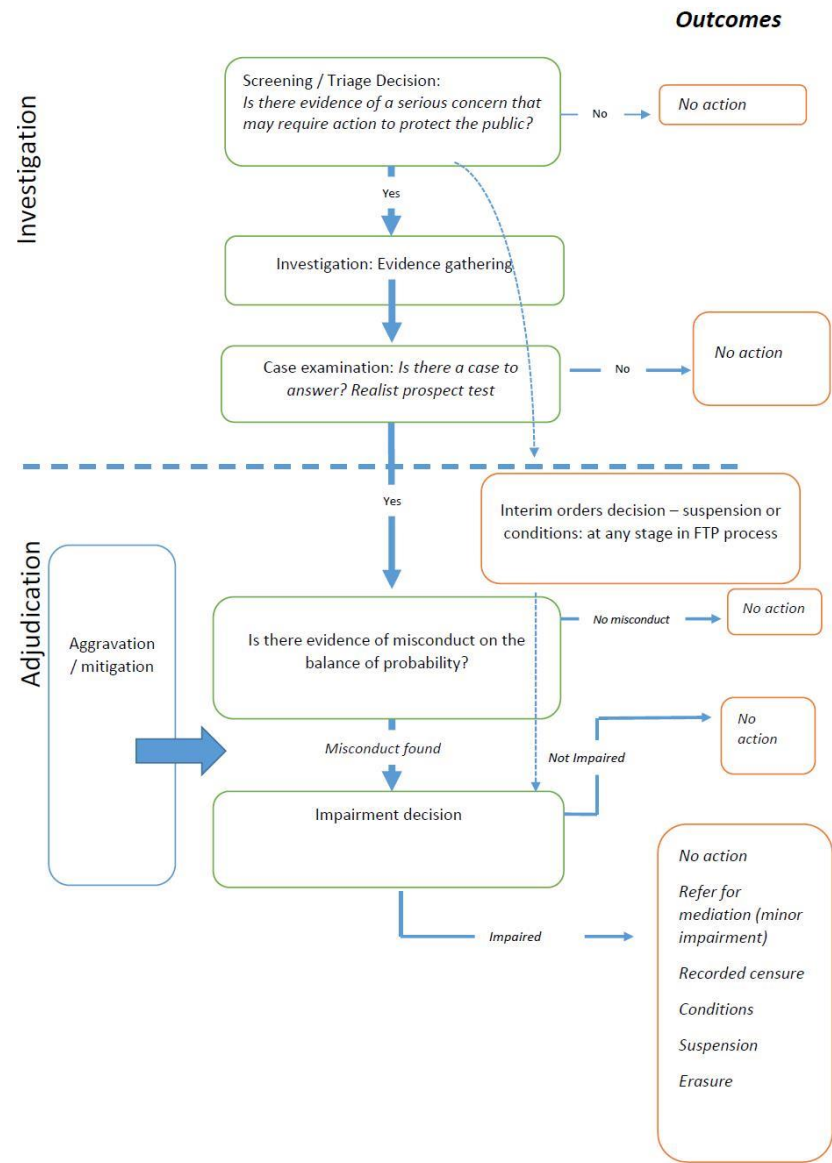 Outcomes
Investigation
Screening / Triage Decision:
Is there evidence of a serious concern that
may require action to protect the public?
No
No action
Yes
Investigation: Evidence gathering
Case examination: Is there a case to
answer? Realist prospect test
No
No action
Yes
Interim orders decision – suspension or
conditions: at any stage in FTP process
Adjudication
Aggravation
/ mitigation
Is there evidence of misconduct on the
balance of probability?
No misconduct
No action
Misconduct found
Not Impaired
No
action
Impairment decision
Impaired
No action
Refer for
mediation (minor
impairment)
Recorded censure
Conditions
Suspension
Erasure